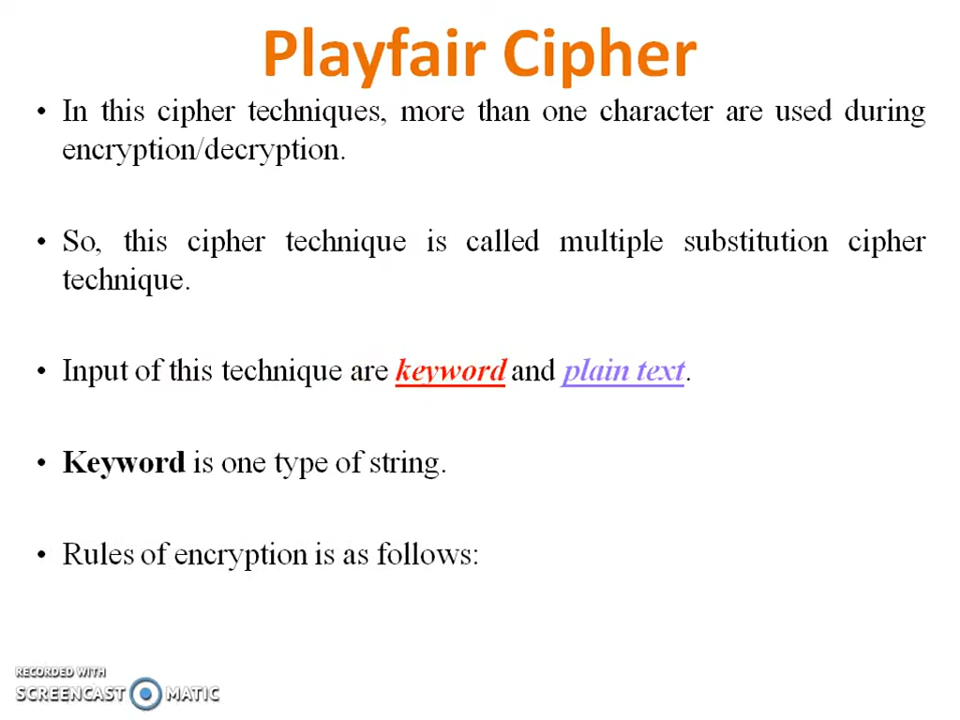 Playfair Cipher
• In this cipher techniques, more than one character are used during
encryption/decryption.
• So, this cipher technique is called multiple substitution cipher
technique.
• Input of this technique are keyword and plain text.
• Keyword is one type of string.
• Rules of encryption is as follows:
RECORDED WITH
SCREENCAST MATIC